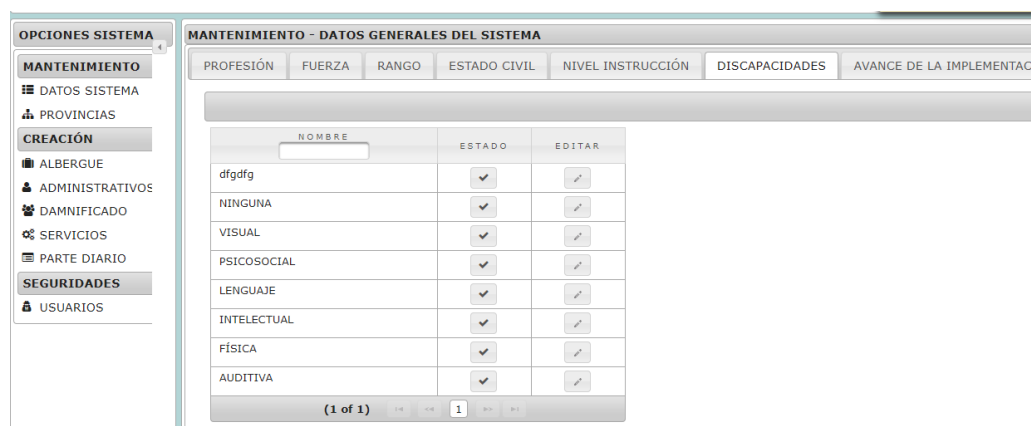 OPCIONES SISTEMA
MANTENIMIENTO
DATOS SISTEMA
PROVINCIAS
CREACIÓN
ALBERGUE
ADMINISTRATIVOS
DAMNIFICADO
SERVICIOS
PARTE DIARIO
SEGURIDADES
USUARIOS
MANTENIMIENTO - DATOS GENERALES DEL SISTEMA
PROFESIÓN FUERZA RANGO ESTADO CIVIL NIVEL INSTRUCCIÓN DISCAPACIDADES AVANCE DE LA IMPLEMENTAC
NOMBRE ESTADO EDITAR
dfgdfg
NINGUNA
VISUAL
PSICOSOCIAL
LENGUAJE
INTELECTUAL
FÍSICA
AUDITIVA
(1 of 1) 1